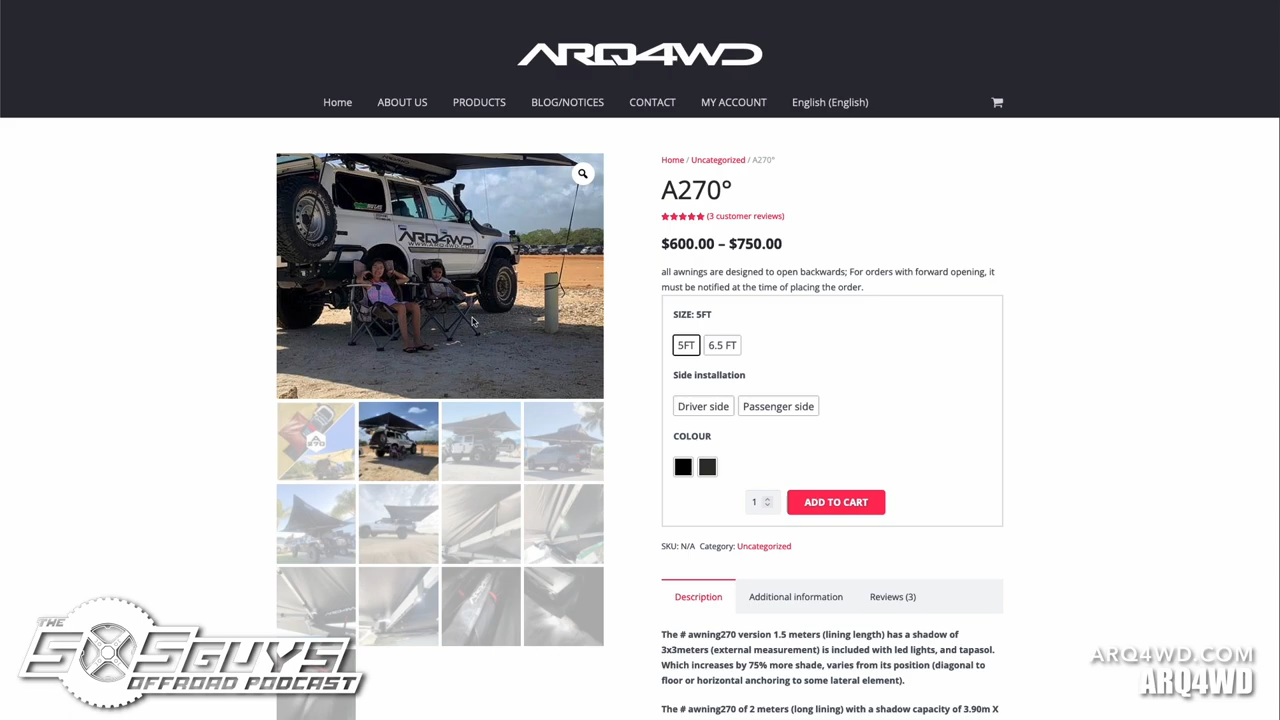 ARQ4WD
Home
ABOUT US
PRODUCTS
BLOG/NOTICES
CONTACT
MY ACCOUNT
English (English)
Home / Uncategorized / A270°
A270°
(3 customer reviews)
$600.00 – $750.00
all awnings are designed to open backwards; For orders with forward opening, it
must be notified at the time of placing the order.
SIZE: 5FT
5FT
6.5 FT
Side installation
Driver side
Passenger side
COLOUR
1
ADD TO CART
SKU: N/A Category: Uncategorized
Description
Additional information
Reviews (3)
The # awning270 version 1.5 meters (lining length) has a shadow of
3x3meters (external measurement) is included with led lights, and tapasol.
Which increases by 75% more shade, varies from its position (diagonal to
floor or horizontal anchoring to some lateral element).
The # awning270 of 2 meters (long lining) with a shadow capacity of 3.90m X
ARQ4WD
THE
SOSGUYS
OFFROAD PODCAST
ARQ4WD.COM
ARQ4WD